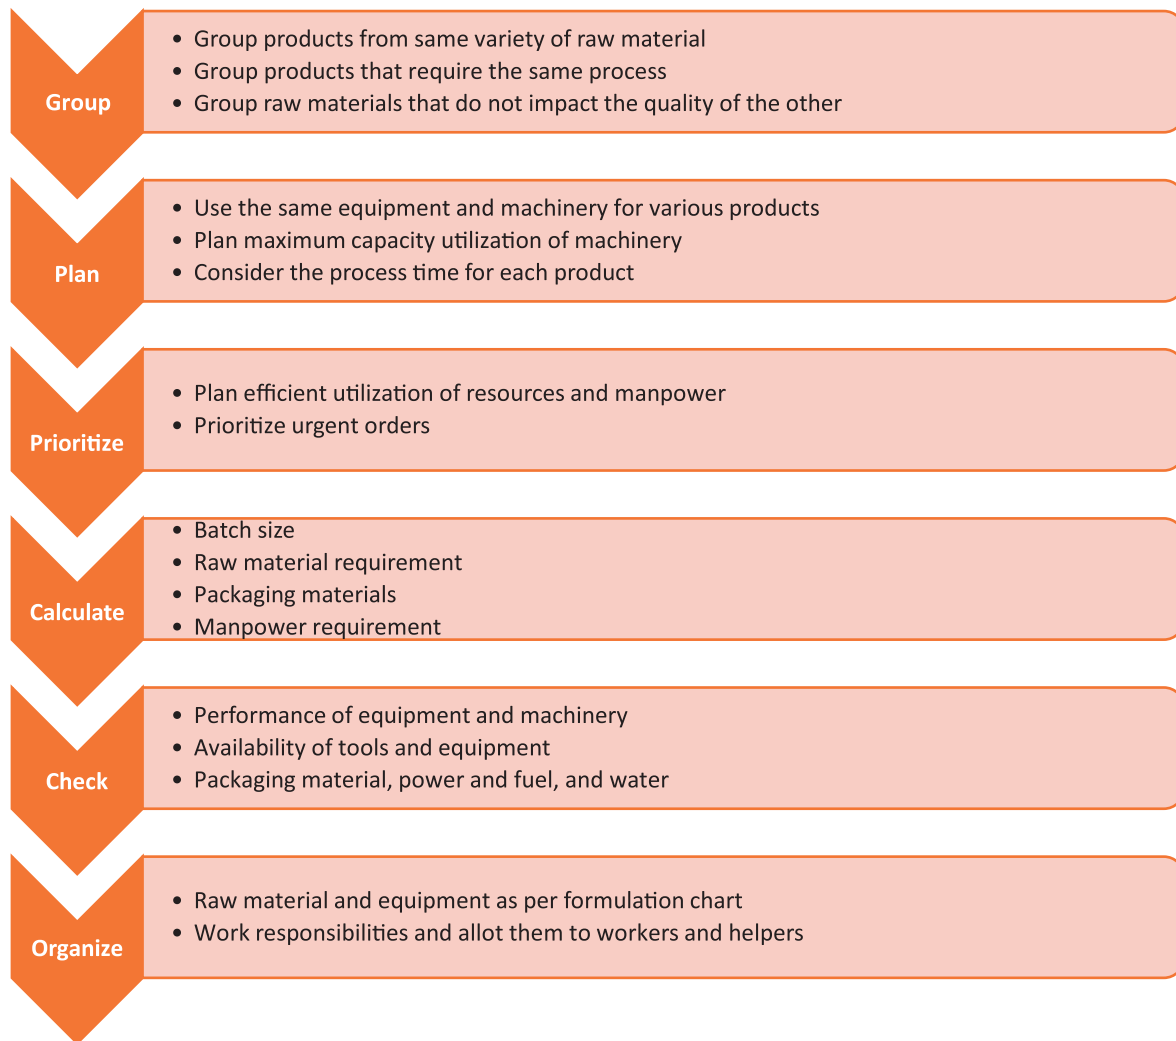 Group
• Group products from same variety of raw material
• Group products that require the same process
• Group raw materials that do not impact the quality of the other
Plan
• Use the same equipment and machinery for various products
• Plan maximum capacity utilization of machinery
• Consider the process time for each product
Prioritize
• Plan efficient utilization of resources and manpower
• Prioritize urgent orders
Calculate
• Batch size
• Raw material requirement
• Packaging materials
• Manpower requirement
Check
• Performance of equipment and machinery
• Availability of tools and equipment
• Packaging material, power and fuel, and water
Organize
• Raw material and equipment as per formulation chart
• Work responsibilities and allot them to workers and helpers